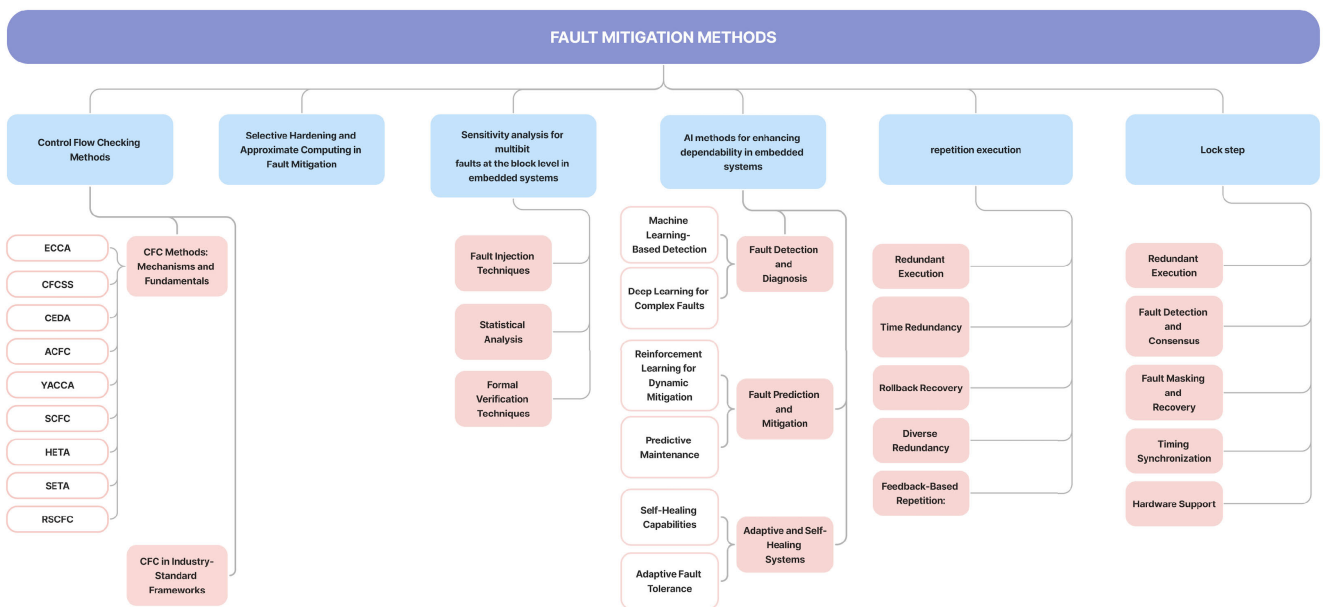 FAULT MITIGATION METHODS
Control Flow Checking
Methods
Selective Hardening and
Approximate Computing in
Fault Mitigation
Sensitivity analysis for
multibit
faults at the block level in
embedded systems
AI methods for enhancing
dependability in embedded
systems
repetition execution
Lock step
ECCA
CFCSS
CEDA
ACFC
YACCA
SCFC
HETA
SETA
RSCFC
CFC Methods:
Mechanisms and
Fundamentals
CFC in Industry-
Standard
Frameworks
Fault Injection
Techniques
Statistical
Analysis
Formal
Verification
Techniques
Machine
Learning-
Based Detection
Deep Learning for
Complex Faults
Fault Detection
and
Diagnosis
Reinforcement
Learning for
Dynamic
Mitigation
Predictive
Maintenance
Fault Prediction
and
Mitigation
Self-Healing
Capabilities
Adaptive Fault
Tolerance
Adaptive and Self-
Healing
Systems
Redundant
Execution
Time Redundancy
Rollback Recovery
Diverse
Redundancy
Feedback-Based
Repetition:
Redundant
Execution
Fault Detection
and
Consensus
Fault Masking
and
Recovery
Timing
Synchronization
Hardware Support